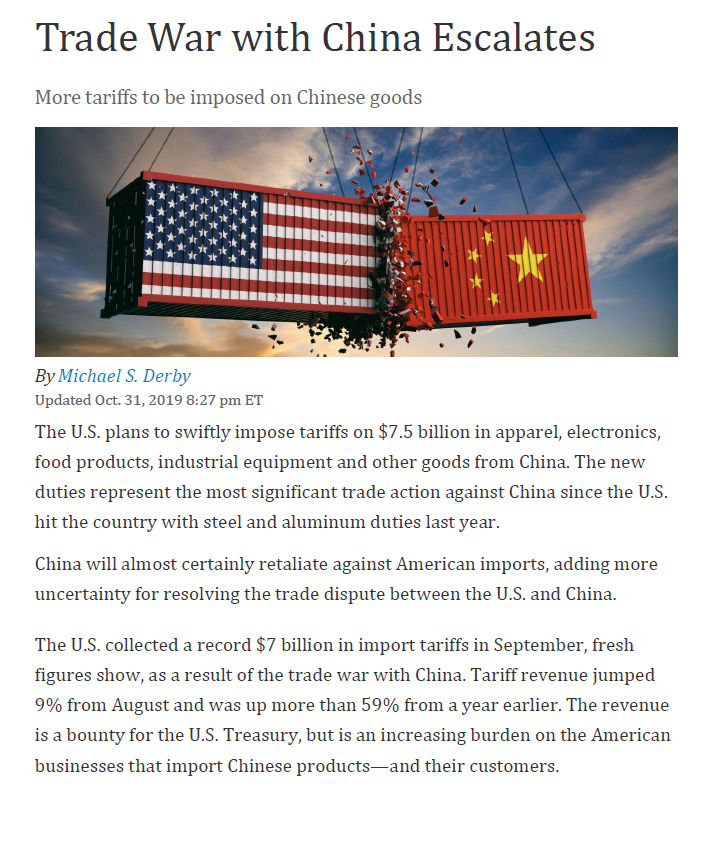 Trade War with China Escalates
More tariffs to be imposed on Chinese goods
By Michael S. Derby
Updated Oct. 31, 2019 8:27 pm ET
The U.S. plans to swiftly impose tariffs on $7.5 billion in apparel, electronics,
food products, industrial equipment and other goods from China. The new
duties represent the most significant trade action against China since the U.S.
hit the country with steel and aluminum duties last year.
China will almost certainly retaliate against American imports, adding more
uncertainty for resolving the trade dispute between the U.S. and China.
The U.S. collected a record $7 billion in import tariffs in September, fresh
figures show, as a result of the trade war with China. Tariff revenue jumped
9% from August and was up more than 59% from a year earlier. The revenue
is a bounty for the U.S. Treasury, but is an increasing burden on the American
businesses that import Chinese products—and their customers.